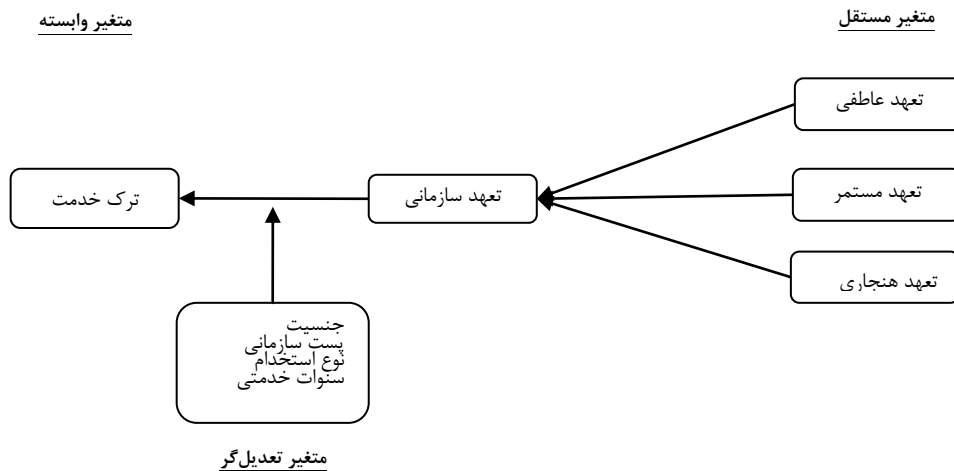 متغیر مستقل
متغیر وابسته
تعهد عاطفی
تعهد مستمر
تعهد سازمانی
ترک خدمت
تعهد هنجاری
جنسیت
پست سازمانی
نوع استخدام
سنوات خدمتی
متغیر تعدیل‌گر